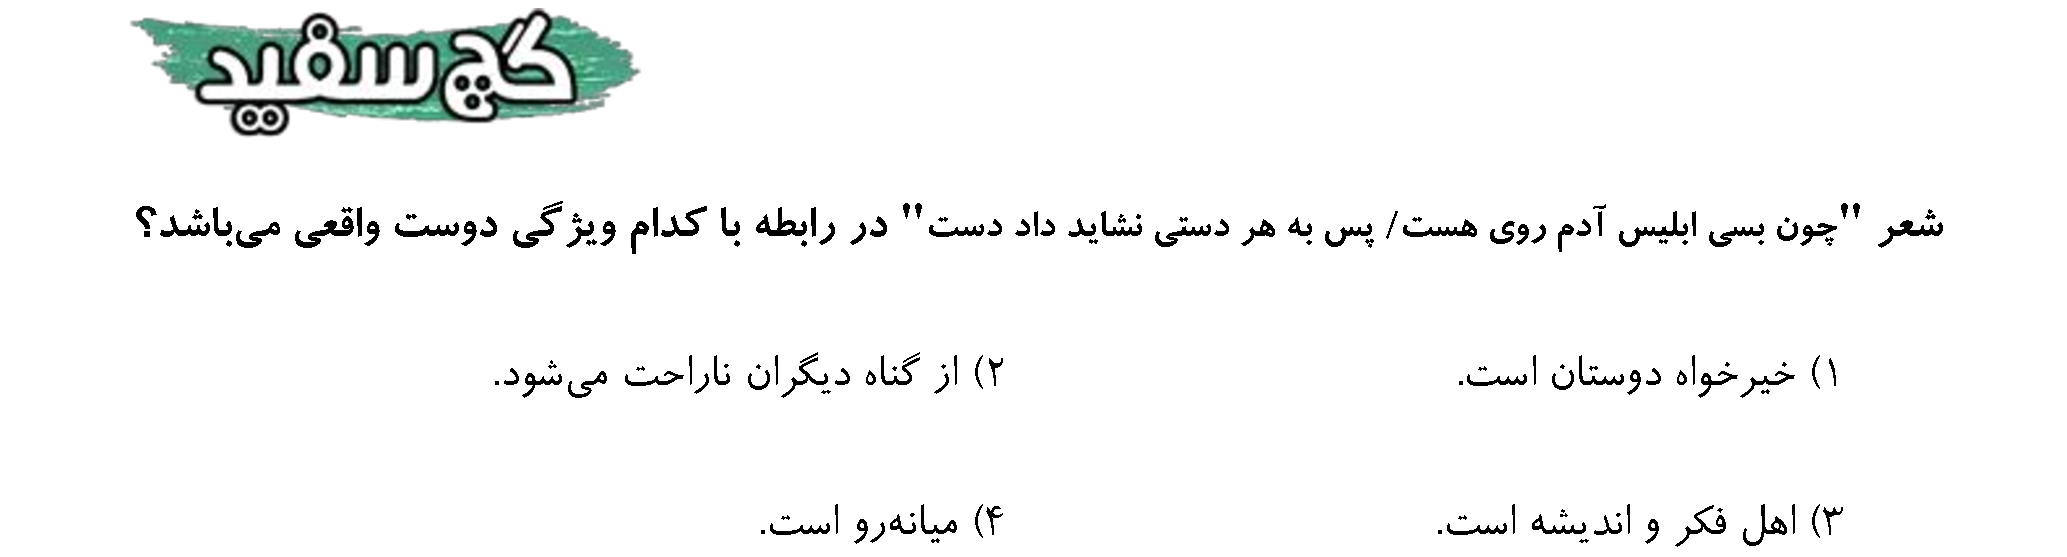 گچ سفید
شعر "چون بسی ابلیس آدم روی هست/ پس به هر دستی نشاید داد دست" در رابطه با کدام ویژگی دوست واقعی می‌باشد؟
۱) خیرخواه دوستان است. ۲) از گناه دیگران ناراحت می‌شود.
۳) اهل فکر و اندیشه است. ۴) میانه‌رو است.